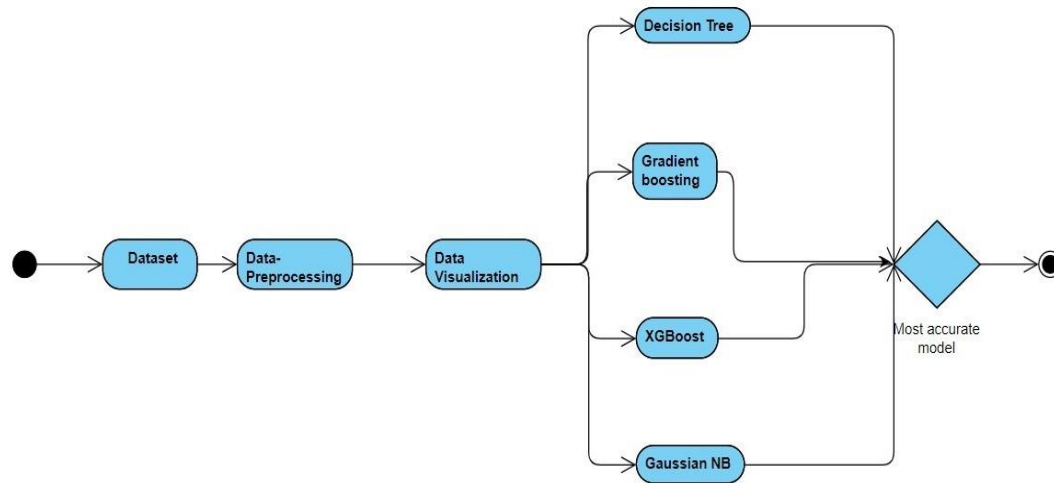 Dataset
Data-
Preprocessing
Data
Visualization
Decision Tree
Gradient
boosting
XGBoost
Gaussian NB
Most accurate
model